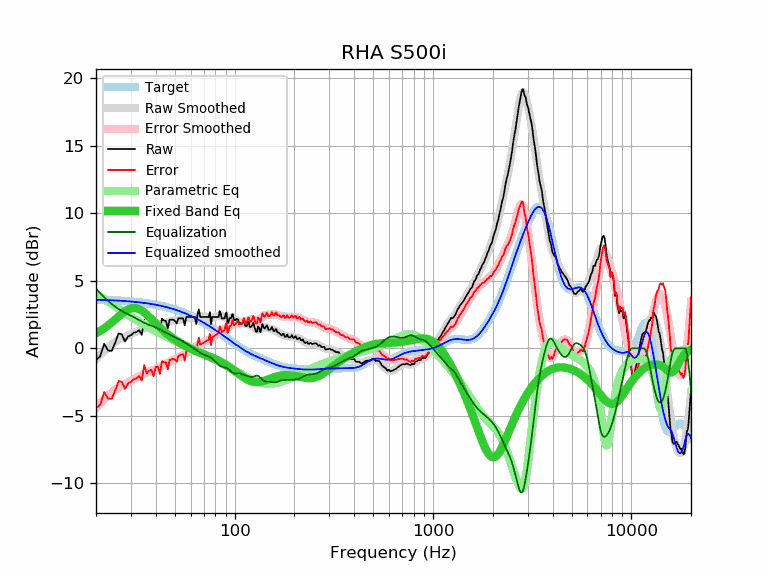 RHA S500i
Amplitude (dBr)
20
15
10
5
0
−5
−10
Target
Raw Smoothed
Error Smoothed
Raw
Error
Parametric Eq
Fixed Band Eq
Equalization
Equalized smoothed
100
1000
10000
Frequency (Hz)